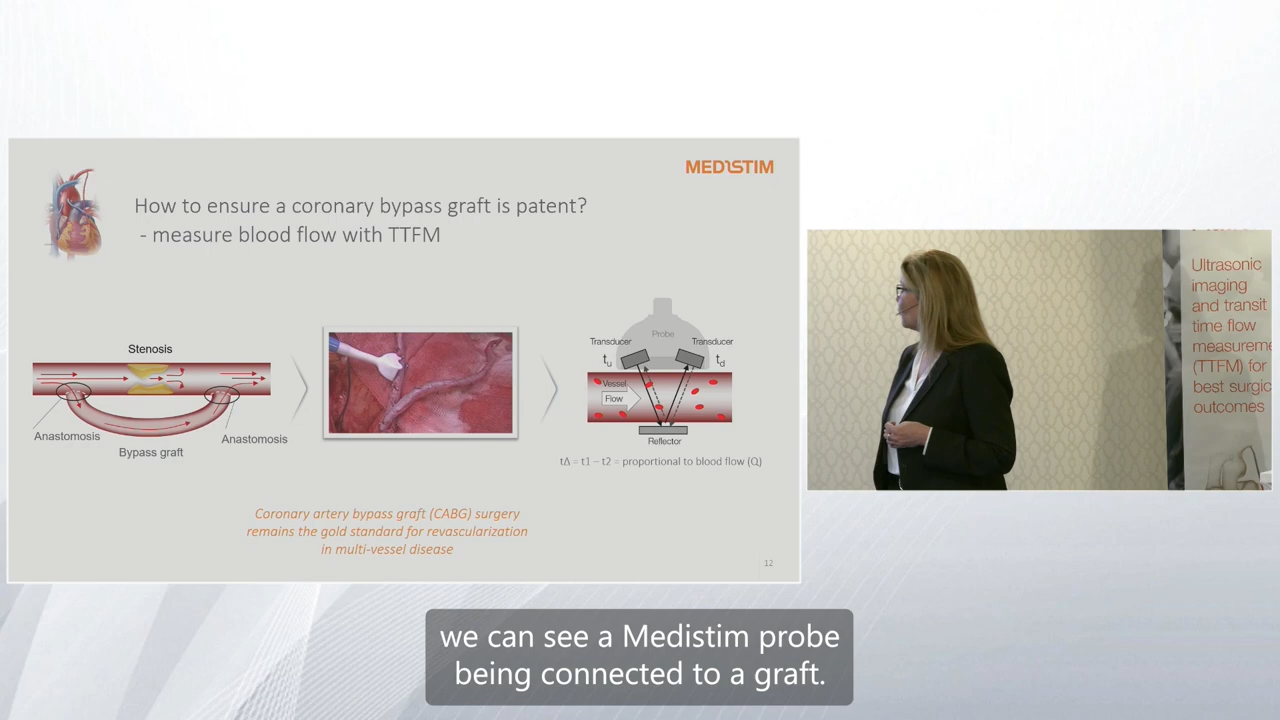 MEDISTIM
How to ensure a coronary bypass graft is patent?
- measure blood flow with TTFM
Stenosis
Anastomosis
Anastomosis
Bypass graft
Probe
Transducer
Transducer
tu
td
Vessel
Flow
Reflector
t∆ = t1 – t2 = proportional to blood flow (Q)
Coronary artery bypass graft (CABG) surgery
remains the gold standard for revascularization
in multi-vessel disease
12
Ultrasonic
imaging
and transit
time flow
measureme
(TTFM) for
best surgic
outcomes
we can see a Medistim probe
being connected to a graft.